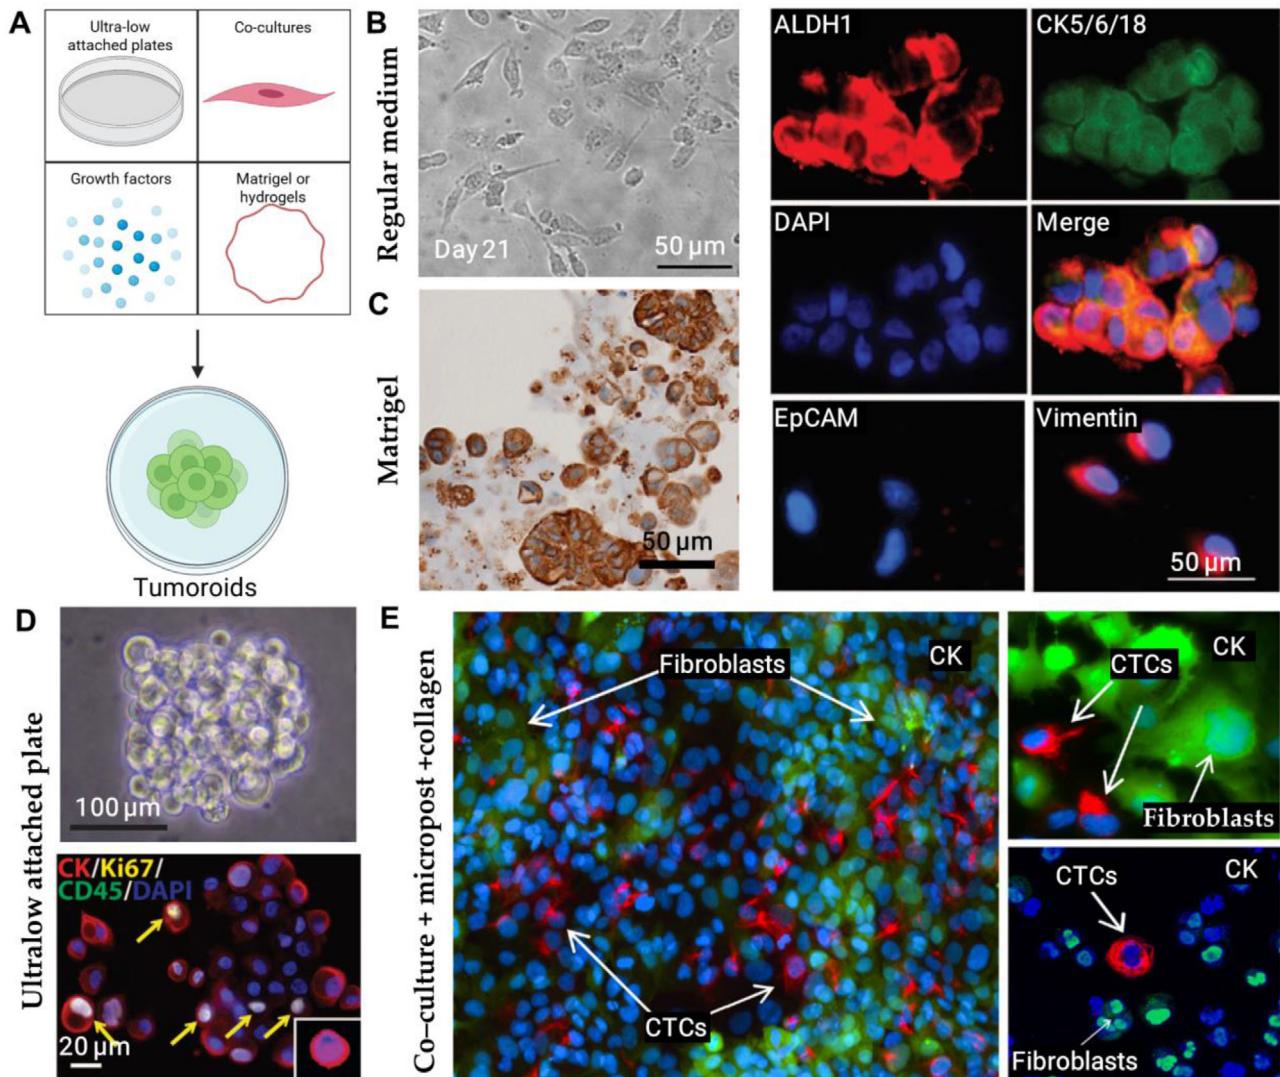 A
Ultra-low
attached plates
Co-cultures
Growth factors
Matrigel or
hydrogels
Tumoroids
B
Regular medium
Day 21
50 µm
ALDH1
CK5/6/18
DAPI
Merge
EpCAM
Vimentin
50 µm
C
Matrigel
50 µm
D
Ultralow attached plate
100 µm
CK/Ki67/
CD45/DAPI
20 µm
E
Co–culture + micropost +collagen
Fibroblasts
CK
CTCs
CTCs
CK
Fibroblasts
CTCs
CK
Fibroblasts